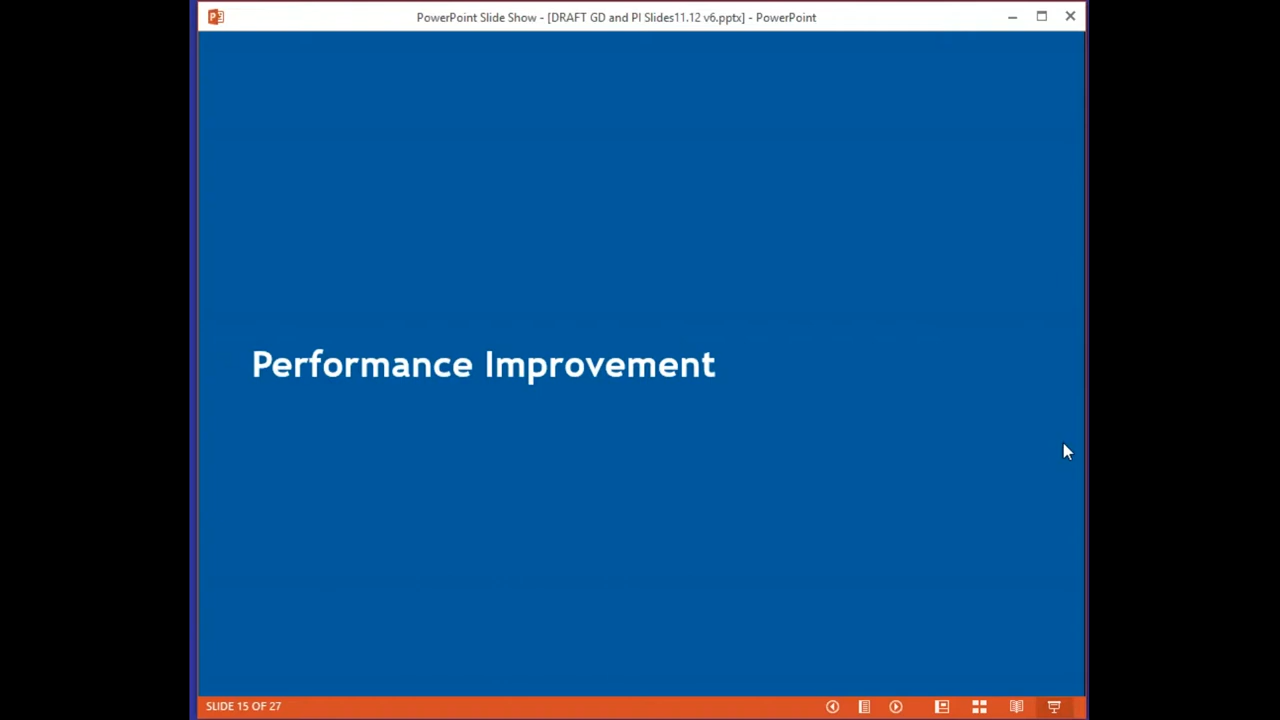 PowerPoint Slide Show - [DRAFT GD and PI Slides11.12 v6.pptx] - PowerPoint
Performance Improvement
SLIDE 15 OF 27